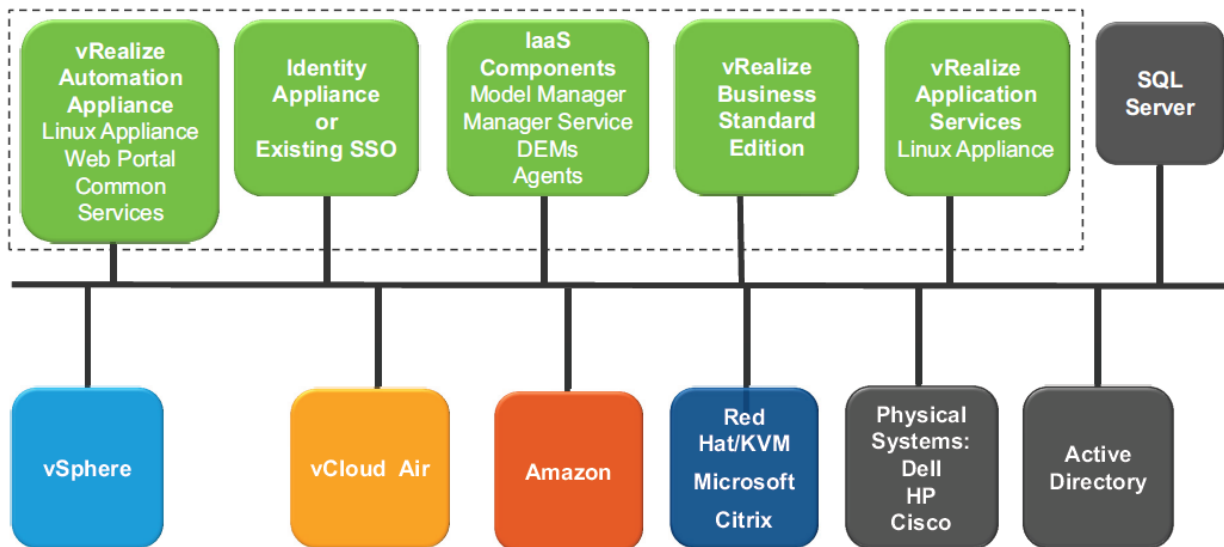 vRealize
Automation
Appliance
Linux Appliance
Web Portal
Common
Services
Identity
Appliance
or
Existing SSO
IaaS
Components
Model Manager
Manager Service
DEMs
Agents
vRealize
Business
Standard
Edition
vRealize
Application
Services
Linux Appliance
SQL
Server
vSphere
vCloud Air
Amazon
Red
Hat/KVM
Microsoft
Citrix
Physical
Systems:
Dell
HP
Cisco
Active
Directory